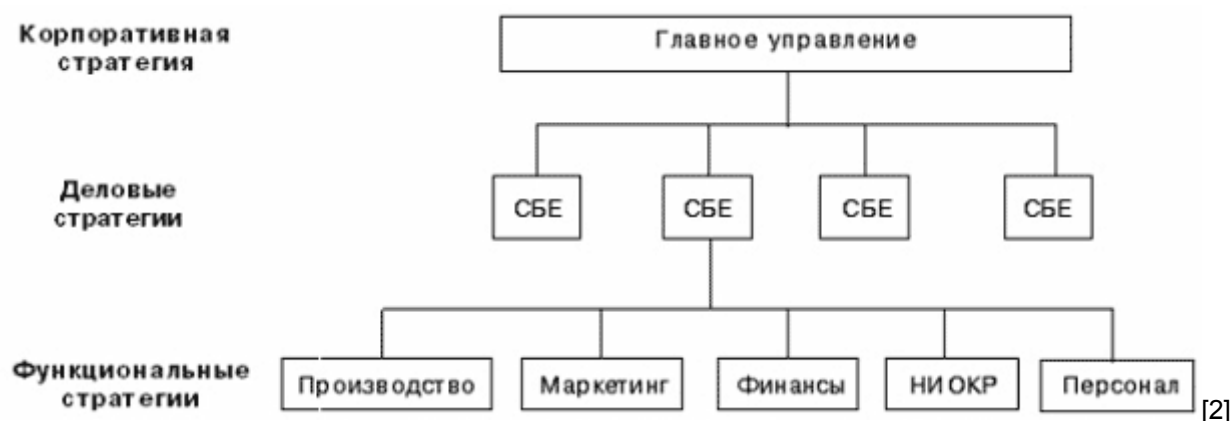 Корпоративная
стратегия
Главное управление
Деловые
стратегии
СБЕ СБЕ СБЕ СБЕ
Функциональные
стратегии
Производство Маркетинг Финансы НИОКР Персонал
[2]